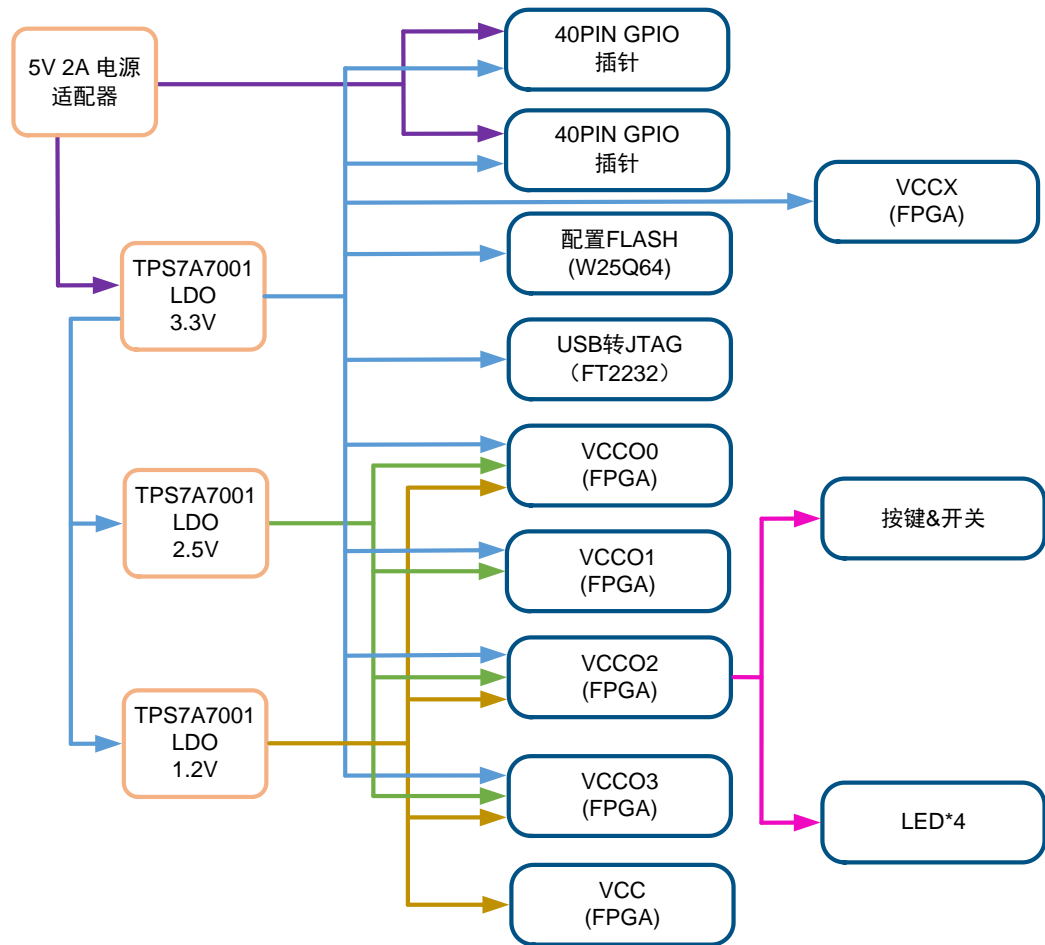 5V 2A 电源
适配器
40PIN GPIO
插针
40PIN GPIO
插针
VCCX
(FPGA)
配置FLASH
(W25Q64)
TPS7A7001
LDO
3.3V
USB转JTAG
（FT2232）
VCCO0
(FPGA)
TPS7A7001
LDO
2.5V
按键&开关
VCCO1
(FPGA)
VCCO2
(FPGA)
TPS7A7001
LDO
1.2V
VCCO3
(FPGA)
LED*4
VCC
(FPGA)